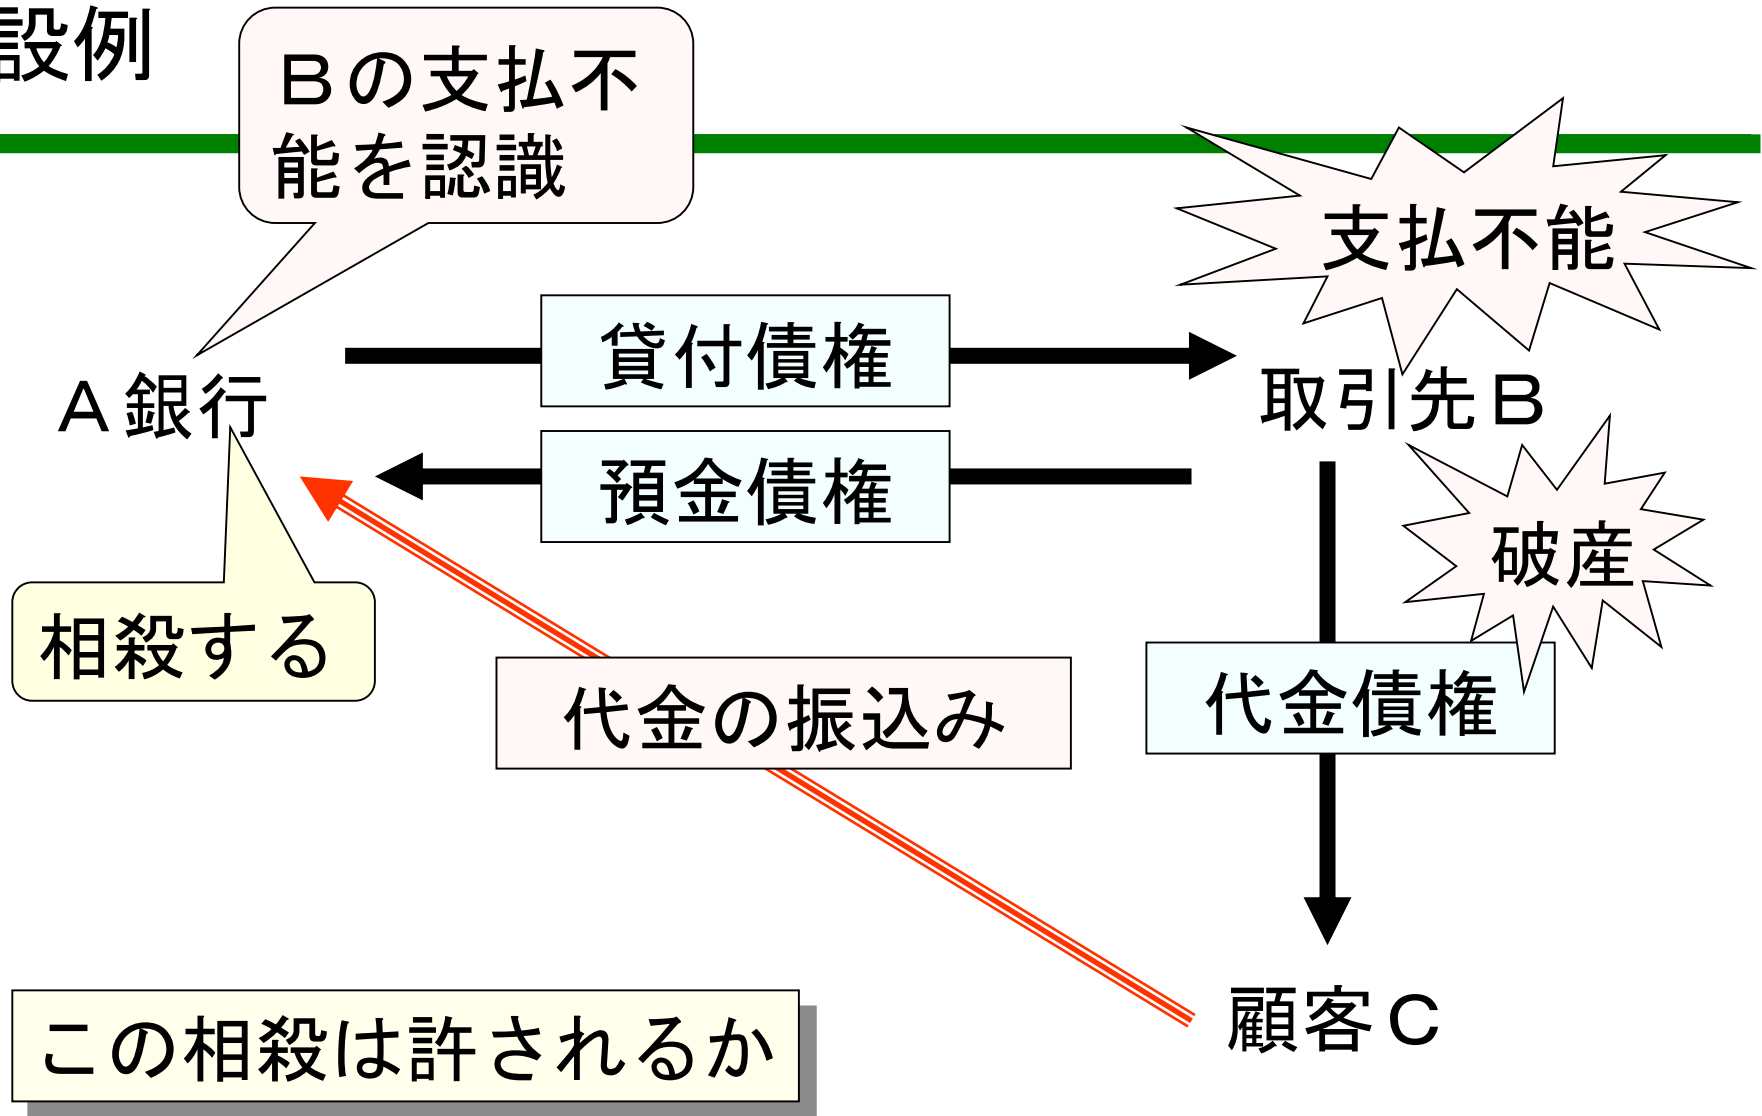 設例
Ｂの支払不
能を認識
支払不能
貸付債権
Ａ銀行
取引先Ｂ
預金債権
破産
相殺する
代金の振込み
代金債権
顧客Ｃ
この相殺は許されるか